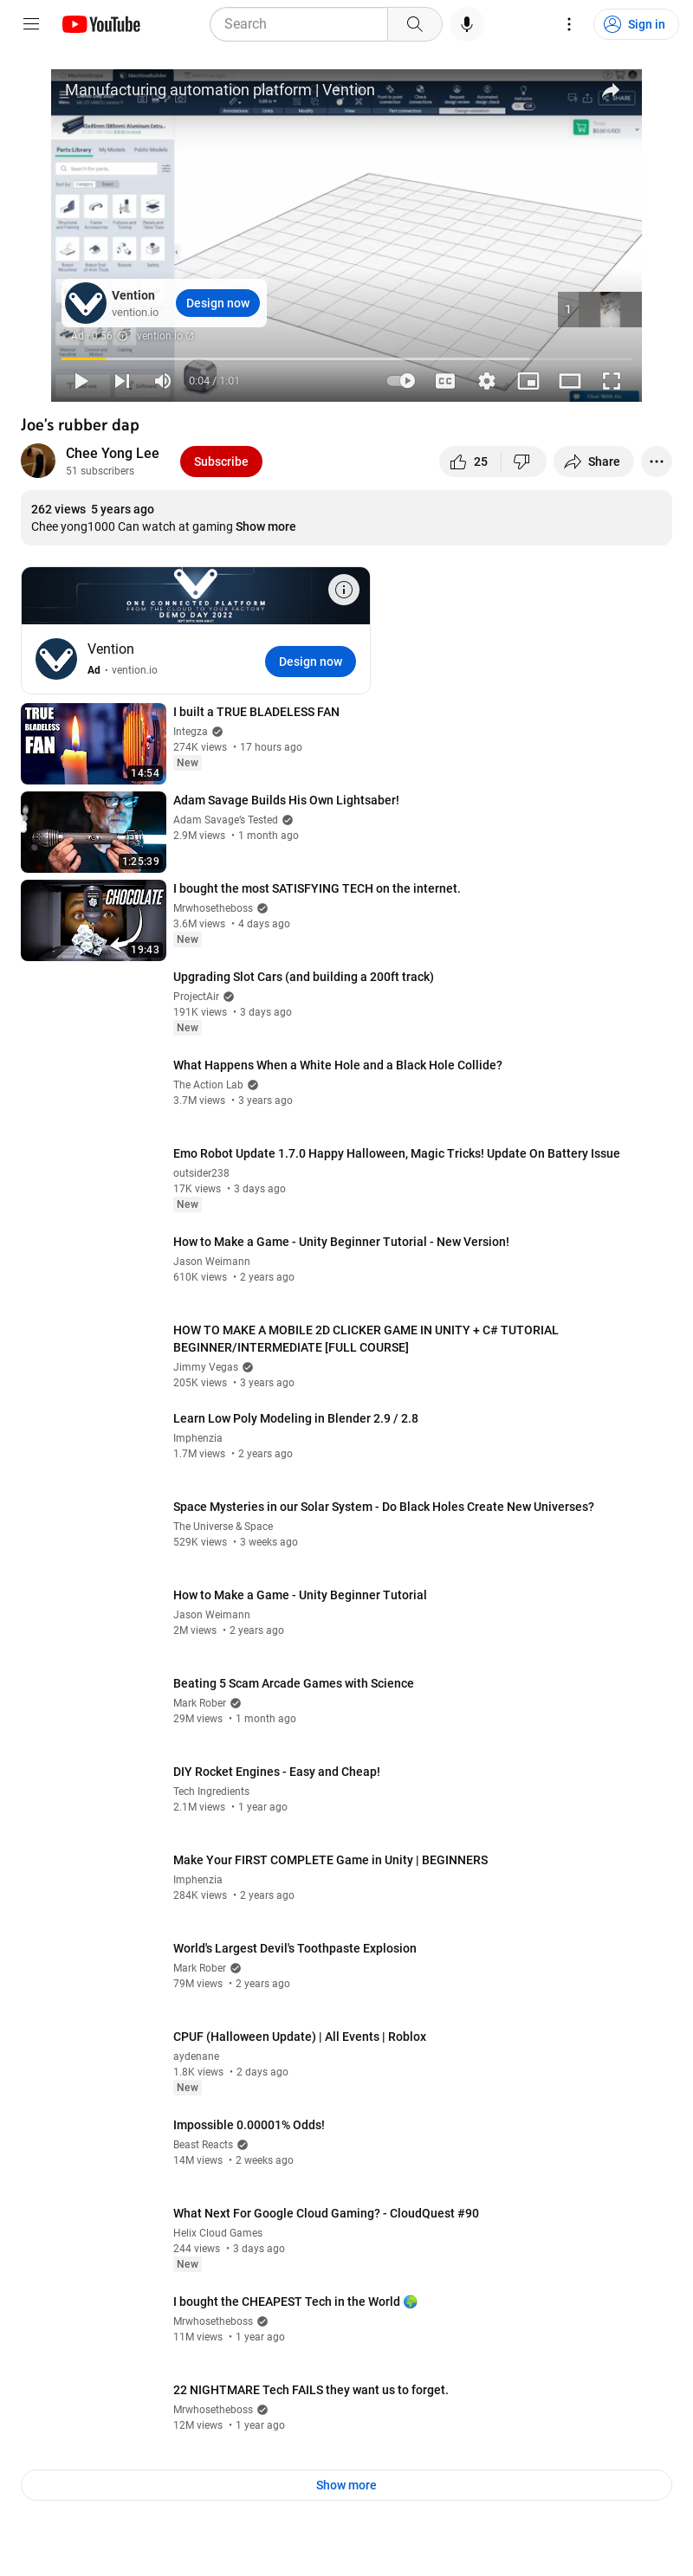 YouTube
Search
Sign in
Manufacturing automation platform | Vention
SHARE
Parts Library My Models Public Models
Search for parts...
Vention
vention.io
Design now
1
Ad · 0:56 vention.io
0:04 / 1:01
CC
Joe's rubber dap
Chee Yong Lee
51 subscribers
Subscribe
25
Share
262 views 5 years ago
Chee yong1000 Can watch at gaming Show more
ONE CONNECTED PLATFORM
FROM THE CLOUD TO YOUR FACTORY
DEMO DAY 2022
Vention
Ad • vention.io
Design now
TRUE
BLADELESS
FAN
14:54
I built a TRUE BLADELESS FAN
Integza
274K views • 17 hours ago
New
1:25:39
Adam Savage Builds His Own Lightsaber!
Adam Savage's Tested
2.9M views • 1 month ago
CHOCOLATE
19:43
I bought the most SATISFYING TECH on the internet.
Mrwhosetheboss
3.6M views • 4 days ago
New
Upgrading Slot Cars (and building a 200ft track)
ProjectAir
191K views • 3 days ago
New
What Happens When a White Hole and a Black Hole Collide?
The Action Lab
3.7M views • 3 years ago
Emo Robot Update 1.7.0 Happy Halloween, Magic Tricks! Update On Battery Issue
outsider238
17K views • 3 days ago
New
How to Make a Game - Unity Beginner Tutorial - New Version!
Jason Weimann
610K views • 2 years ago
HOW TO MAKE A MOBILE 2D CLICKER GAME IN UNITY + C# TUTORIAL
BEGINNER/INTERMEDIATE [FULL COURSE]
Jimmy Vegas
205K views • 3 years ago
Learn Low Poly Modeling in Blender 2.9 / 2.8
Imphenzia
1.7M views • 2 years ago
Space Mysteries in our Solar System - Do Black Holes Create New Universes?
The Universe & Space
529K views • 3 weeks ago
How to Make a Game - Unity Beginner Tutorial
Jason Weimann
2M views • 2 years ago
Beating 5 Scam Arcade Games with Science
Mark Rober
29M views • 1 month ago
DIY Rocket Engines - Easy and Cheap!
Tech Ingredients
2.1M views • 1 year ago
Make Your FIRST COMPLETE Game in Unity | BEGINNERS
Imphenzia
284K views • 2 years ago
World's Largest Devil's Toothpaste Explosion
Mark Rober
79M views • 2 years ago
CPUF (Halloween Update) | All Events | Roblox
aydenane
1.8K views • 2 days ago
New
Impossible 0.00001% Odds!
Beast Reacts
14M views • 2 weeks ago
What Next For Google Cloud Gaming? - CloudQuest #90
Helix Cloud Games
244 views • 3 days ago
New
I bought the CHEAPEST Tech in the World 🌍
Mrwhosetheboss
11M views • 1 year ago
22 NIGHTMARE Tech FAILS they want us to forget.
Mrwhosetheboss
12M views • 1 year ago
Show more